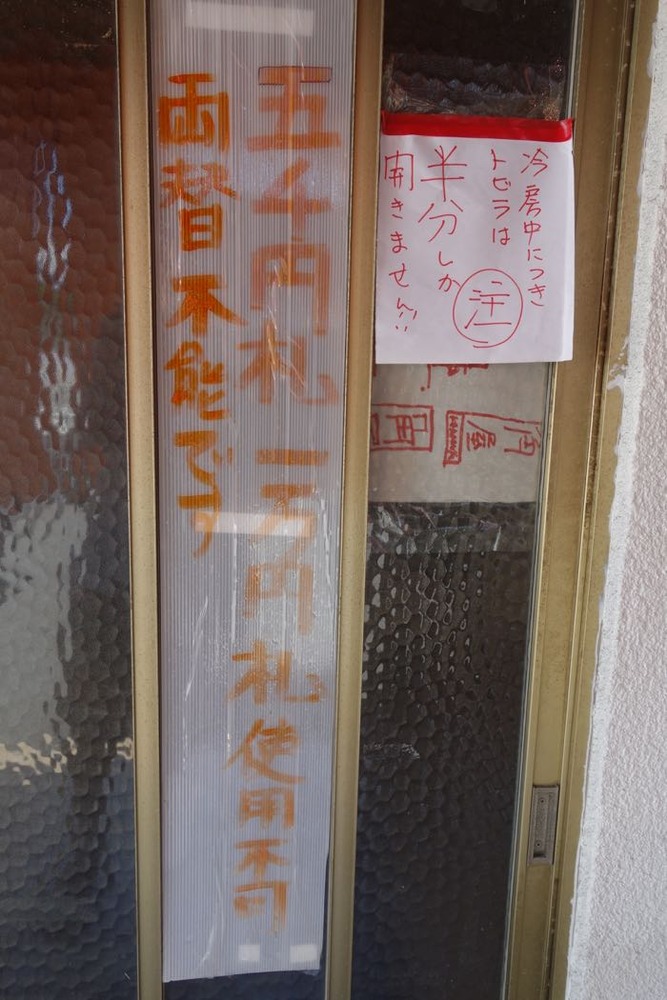 冷房中につき
トビラは
半分しか
開きません!!
注
五千円札 一万円札使用不可
両替不能です